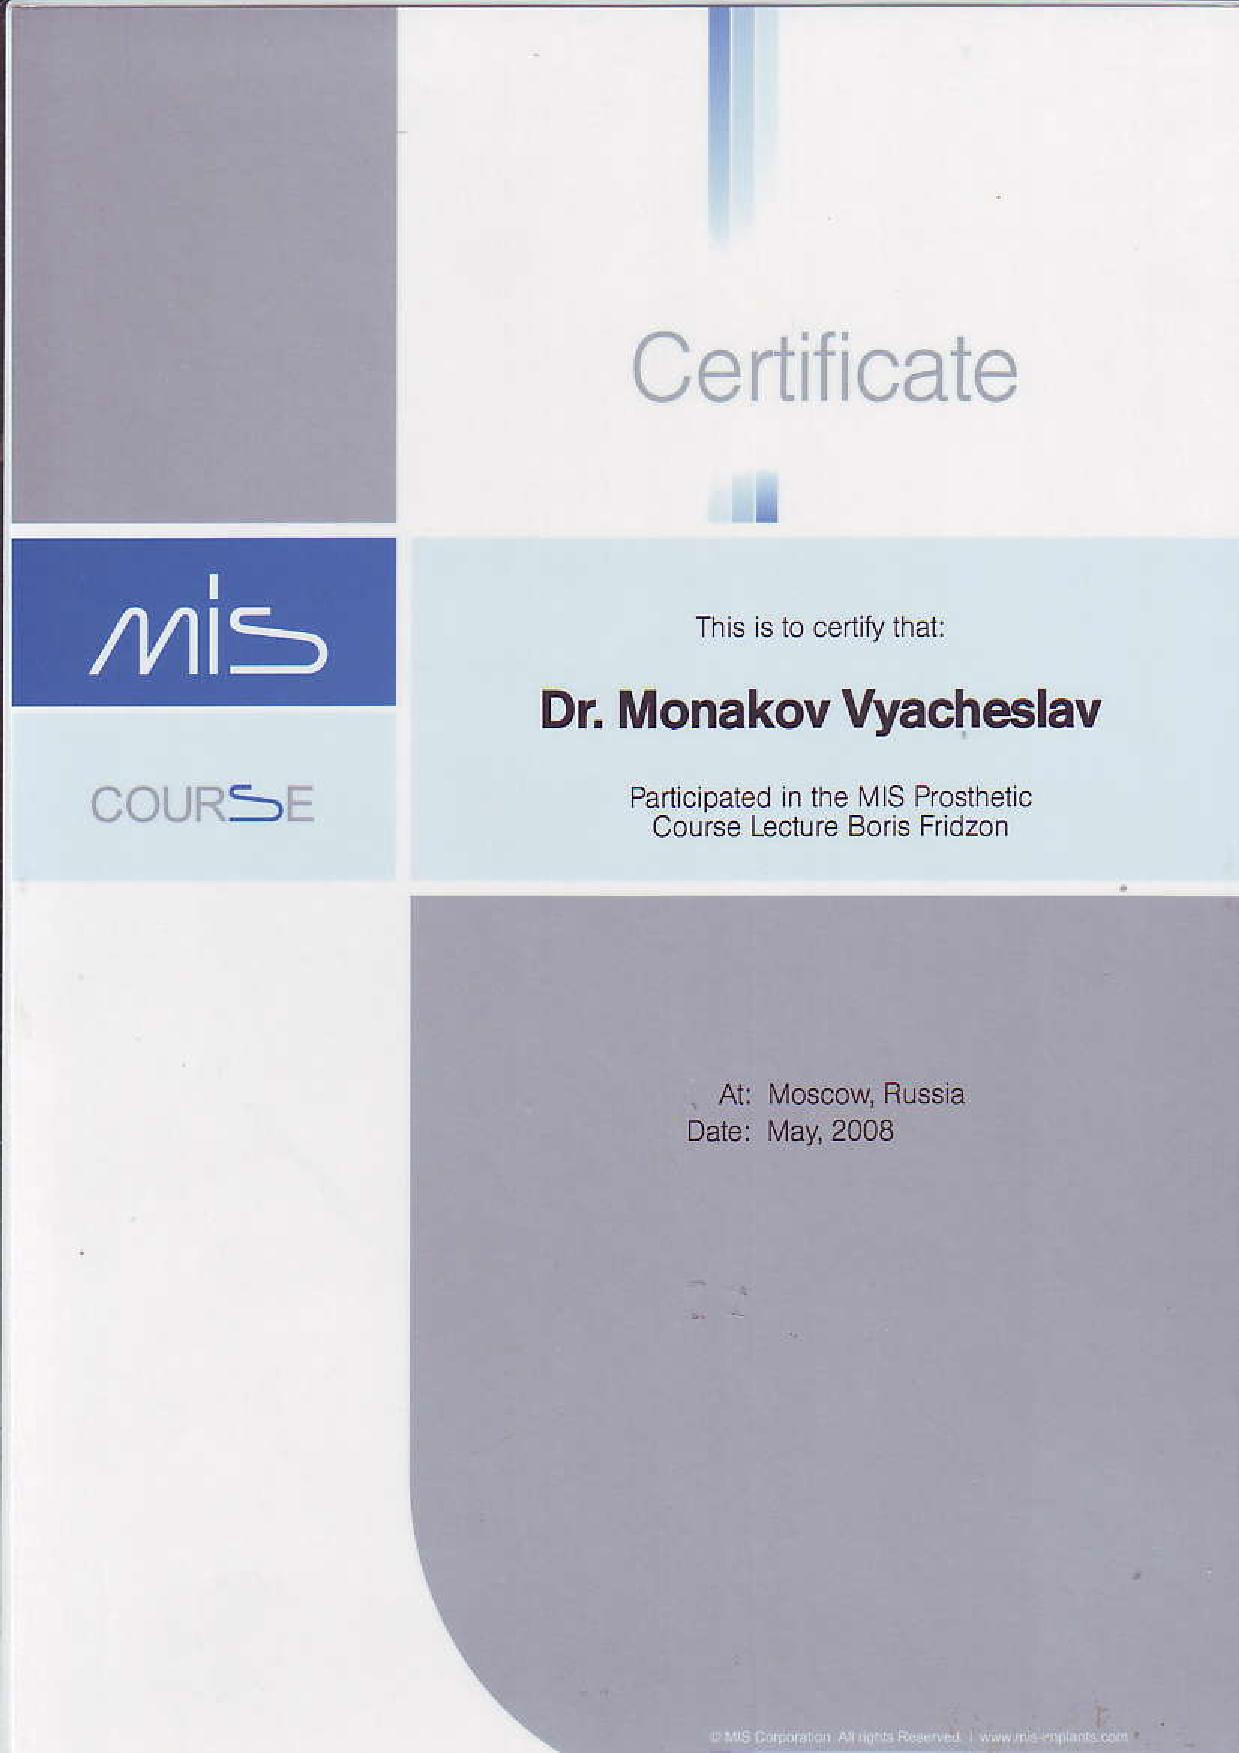 Certificate
mis
COURSE
This is to certify that:
Dr. Monakov Vyacheslav
Participated in the MIS Prosthetic
Course Lecture Boris Fridzon
At: Moscow, Russia
Date: May, 2008
© MIS Corporation. All rights Reserved. | www.mis-implants.com